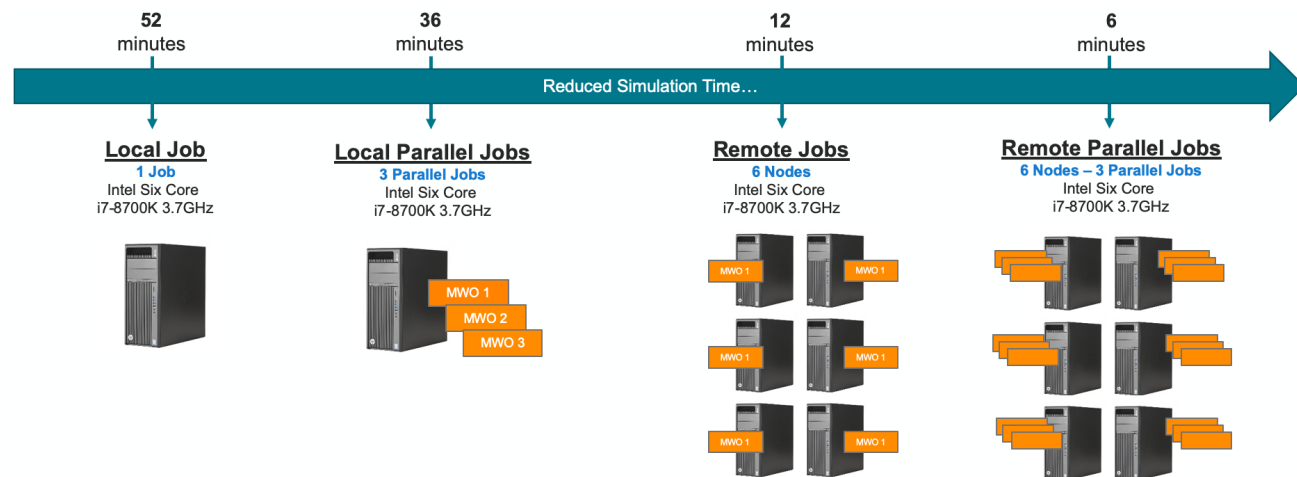 52
minutes
36
minutes
12
minutes
6
minutes
Reduced Simulation Time…
Local Job
1 Job
Intel Six Core
i7-8700K 3.7GHz
Local Parallel Jobs
3 Parallel Jobs
Intel Six Core
i7-8700K 3.7GHz
MWO 1
MWO 2
MWO 3
Remote Jobs
6 Nodes
Intel Six Core
i7-8700K 3.7GHz
MWO 1
MWO 1
MWO 1
MWO 1
MWO 1
MWO 1
Remote Parallel Jobs
6 Nodes – 3 Parallel Jobs
Intel Six Core
i7-8700K 3.7GHz